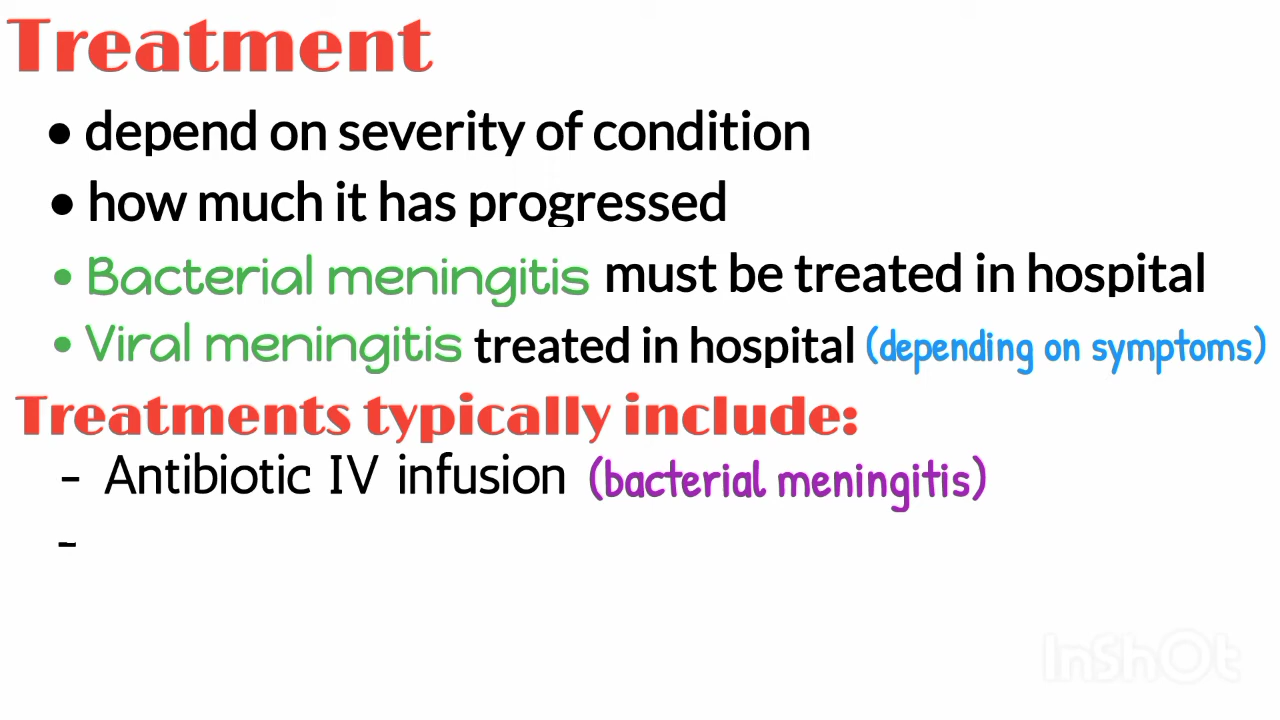 Treatment
• depend on severity of condition
• how much it has progressed
• Bacterial meningitis must be treated in hospital
• Viral meningitis treated in hospital (depending on symptoms)
Treatments typically include:
- Antibiotic IV infusion (bacterial meningitis)
-
InShOt